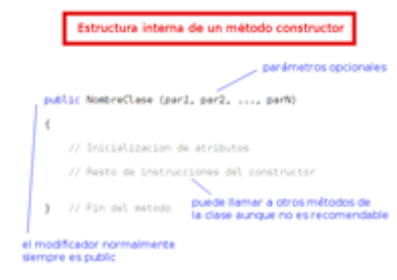 Estructura interna de un método constructor
parámetros opcionales
public NombreClase (par1, par2, ..., parN)
{
// Inicializacion de atributos
// Resto de instrucciones del constructor
puede llamar a otros métodos de
la clase aunque no es recomendable
} // Fin del metodo
el modificador normalmente
siempre es public